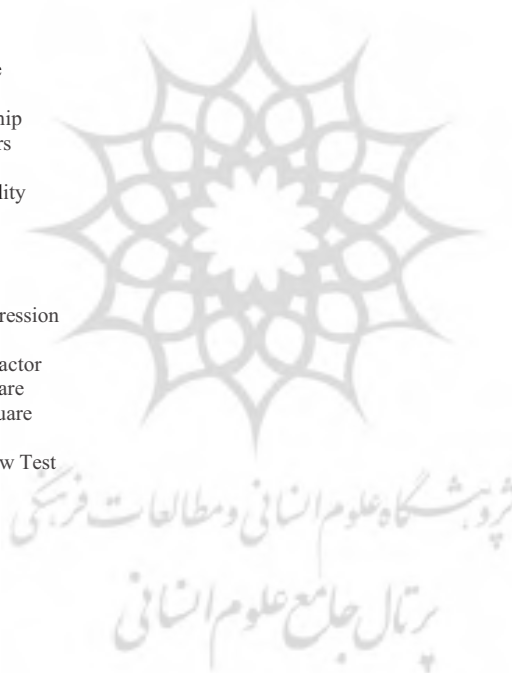 e
hip
rs
lity
ression
actor
are
uare
w Test
پژوهشگاه علوم انسانی و مطالعات فرهنگی
پرتال جامع علوم انسانی